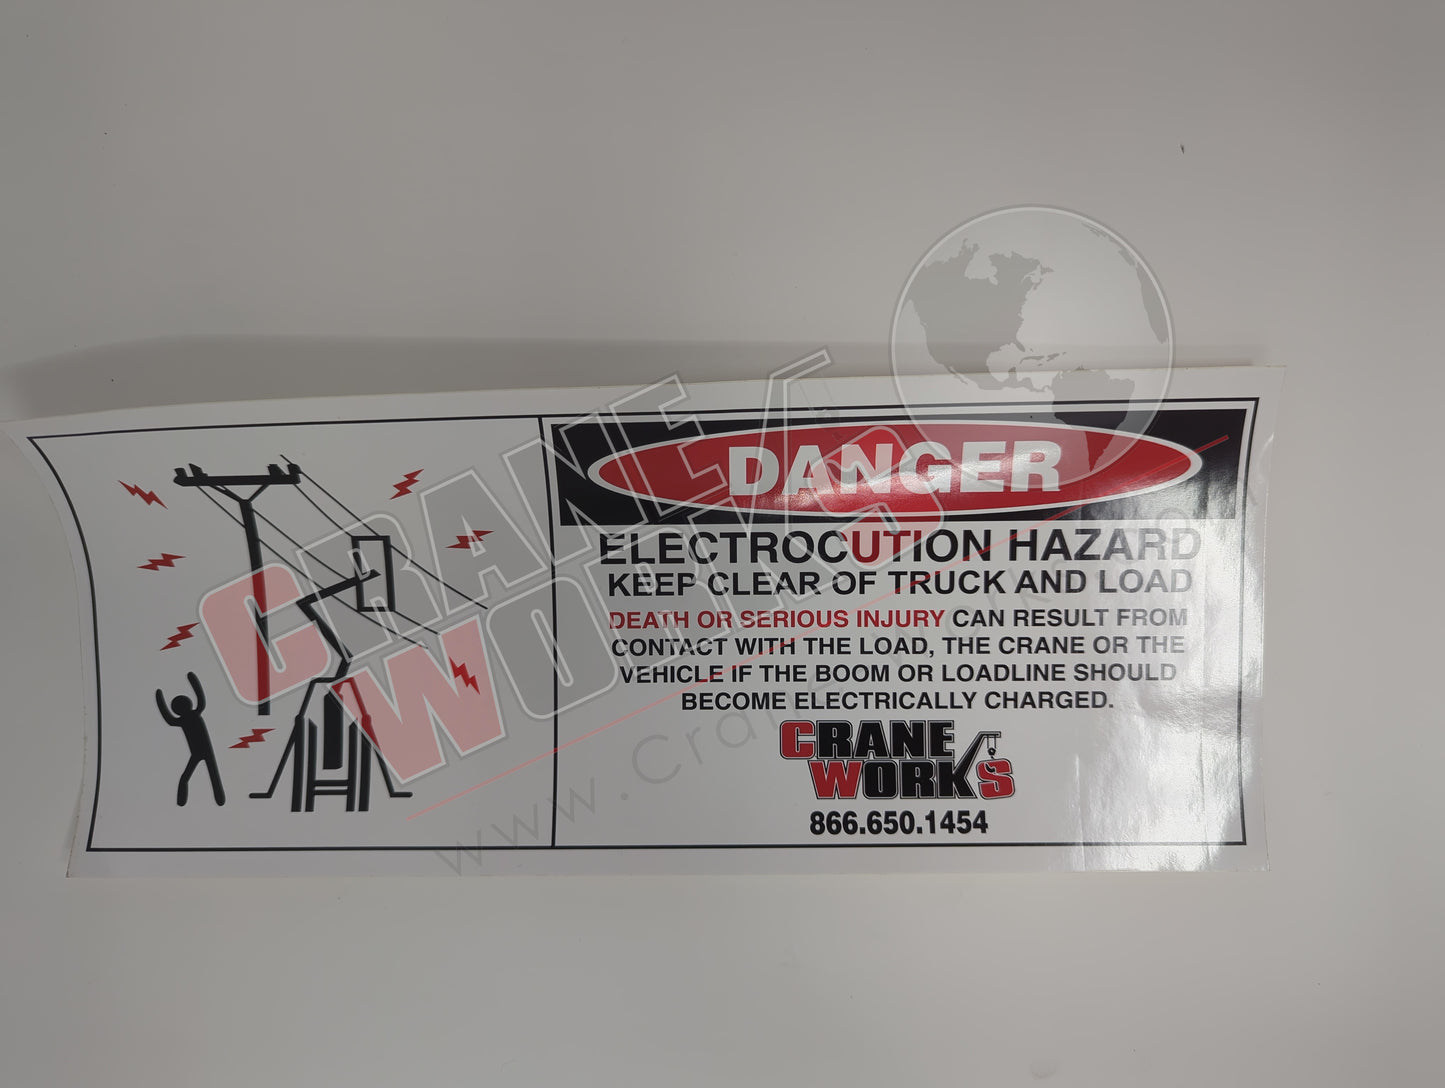 DANGER
ELECTROCUTION HAZARD
KEEP CLEAR OF TRUCK AND LOAD
DEATH OR SERIOUS INJURY CAN RESULT FROM
CONTACT WITH THE LOAD, THE CRANE OR THE
VEHICLE IF THE BOOM OR LOADLINE SHOULD
BECOME ELECTRICALLY CHARGED.
CRANE
WORKS
866.650.1454
CRANE
WORKS